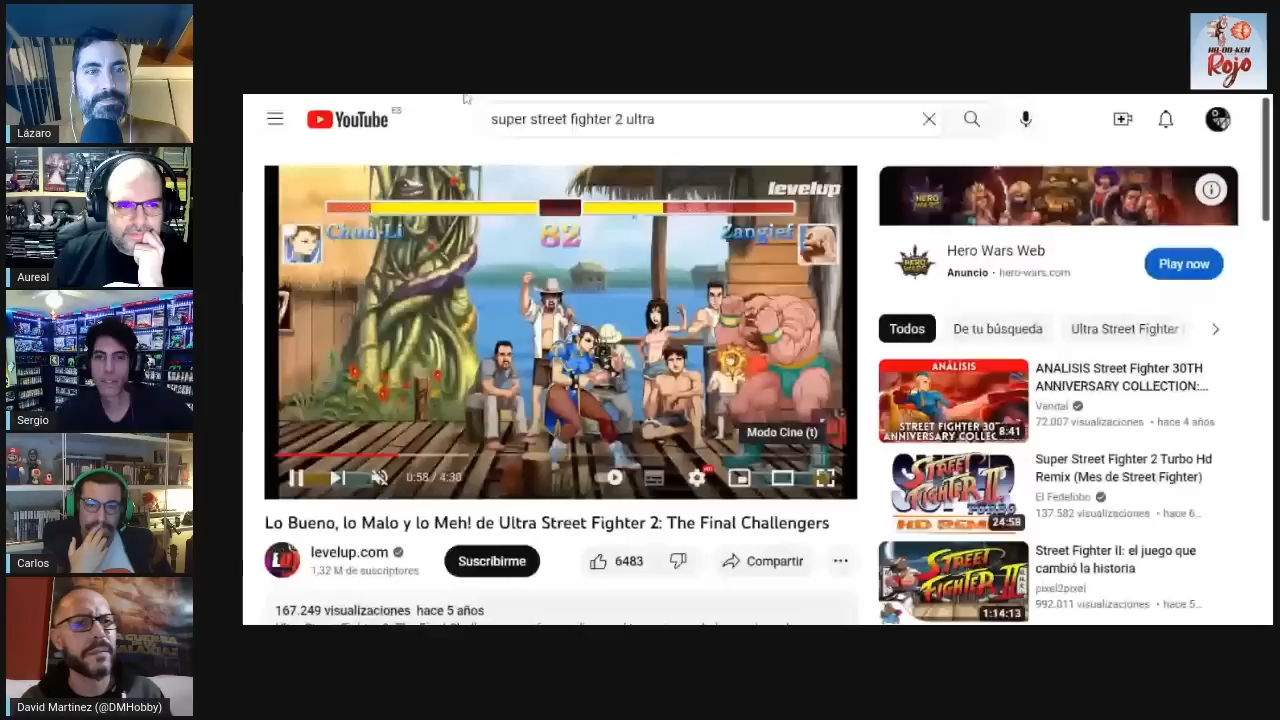 Lázaro
Aureal
Sergio
Carlos
David Martinez (@DMHobby)
HA-DO-KEN
Rojo
YouTube ES
super street fighter 2 ultra
levelup
Chun-Li
82
Zangief
Modo Cine (t)
0:58 / 4:30
Lo Bueno, lo Malo y lo Meh! de Ultra Street Fighter 2: The Final Challengers
levelup.com
1,32 M de suscriptores
Suscribirme
6483
Compartir
167.249 visualizaciones hace 5 años
HERO WARS
Hero Wars Web
Anuncio · hero-wars.com
Play now
Todos
De tu búsqueda
Ultra Street Fighter
ANÁLISIS
STREET FIGHTER 30
ANNIVERSARY COLLEC
8:41
ANALISIS Street Fighter 30TH
ANNIVERSARY COLLECTION:...
Vandal
72.007 visualizaciones · hace 4 años
STREET
FIGHTER II
TURBO
HD REM
24:58
Super Street Fighter 2 Turbo Hd
Remix (Mes de Street Fighter)
El Fedelobo
137.582 visualizaciones · hace 6...
STREET
FIGHTER II
1:14:13
Street Fighter II: el juego que
cambió la historia
pixel2pixel
992.011 visualizaciones · hace 5...